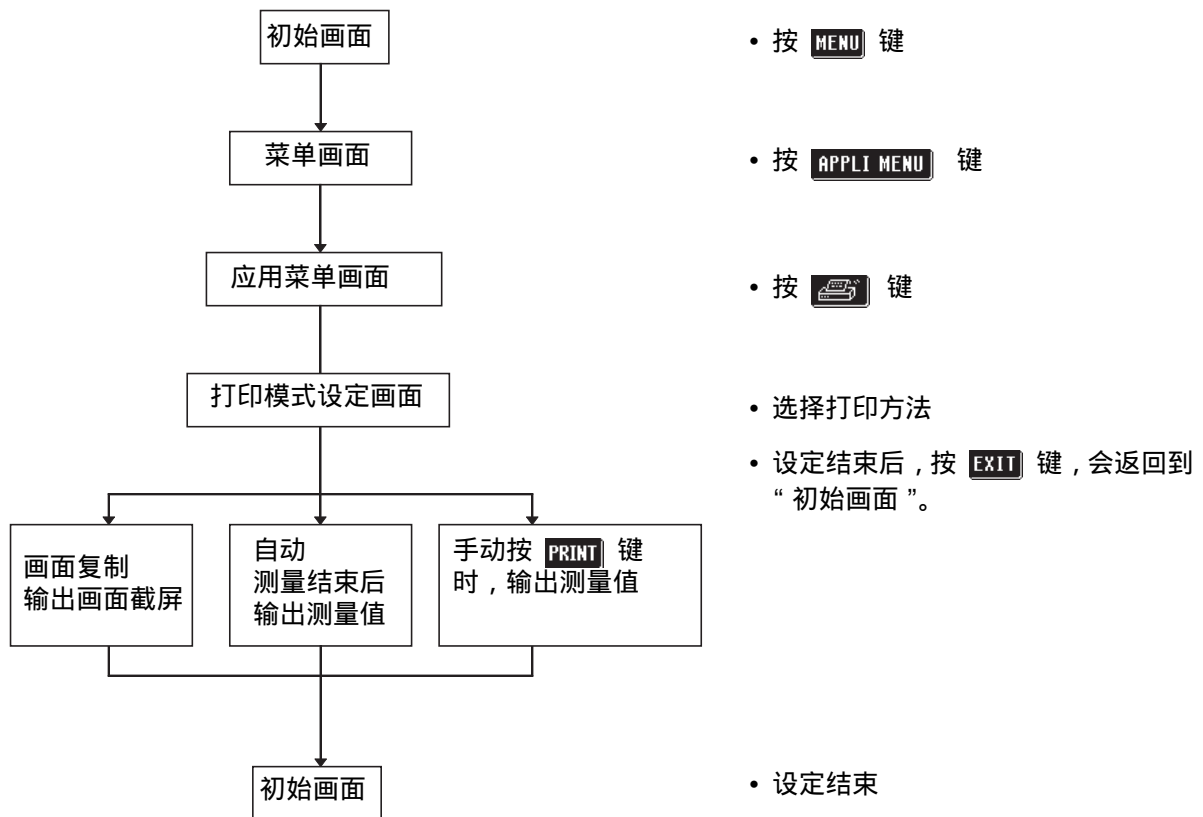 初始画面
• 按 MENU 键
菜单画面
• 按 APPLI MENU 键
应用菜单画面
• 按 键
打印模式设定画面
• 选择打印方法
• 设定结束后,按 EXIT 键,会返回到
“初始画面”。
画面复制
输出画面截屏
自动
测量结束后
输出测量值
手动按 PRINT 键
时,输出测量值
初始画面
• 设定结束